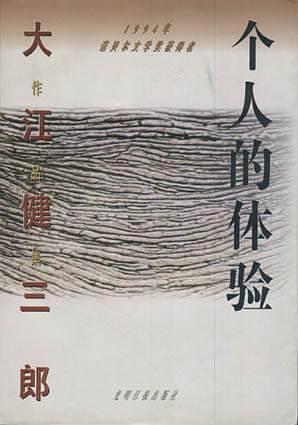 1994年
诺贝尔文学奖获得者
个人的体验
大江健三郎
作品集
光明日报出版社